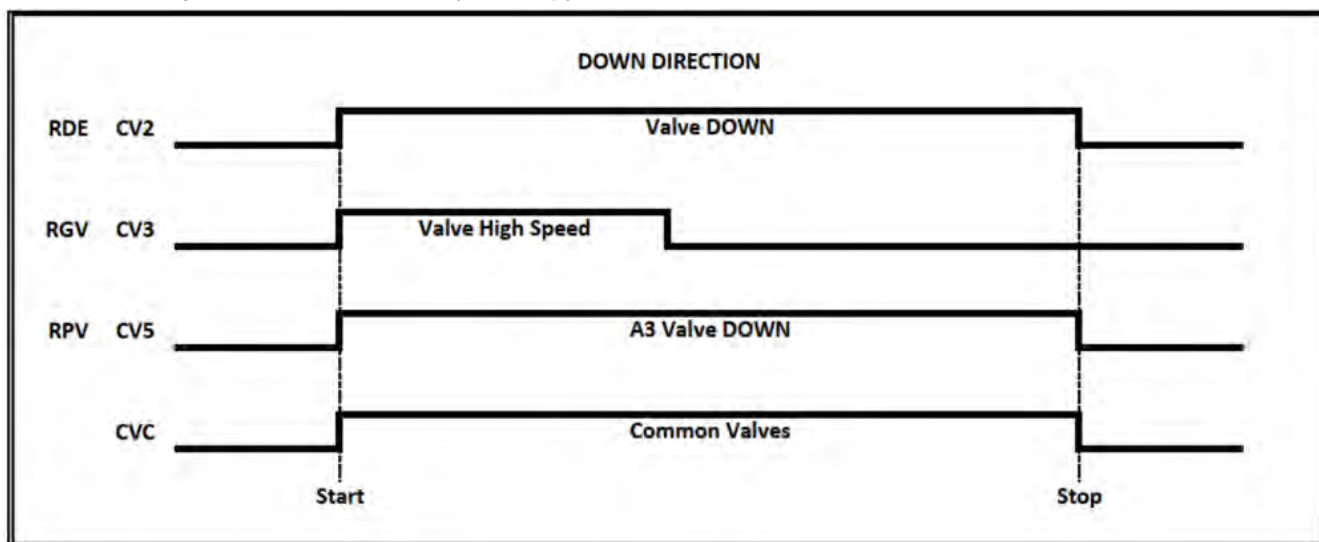 DOWN DIRECTION
RDE CV2 Valve DOWN
RGV CV3 Valve High Speed
RPV CV5 A3 Valve DOWN
CVC Common Valves
Start Stop